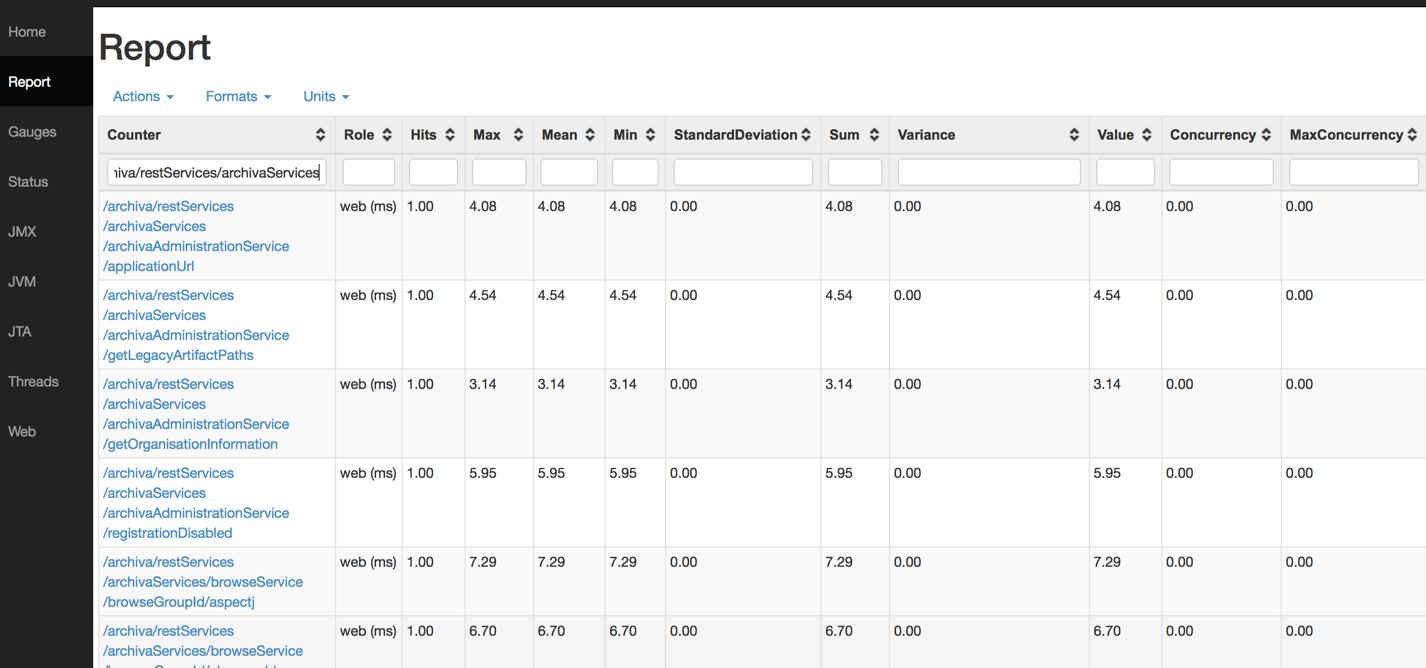 Home
Report
Gauges
Status
JMX
JVM
JTA
Threads
Web
Report
Actions Formats Units
Counter Role Hits Max Mean Min StandardDeviation Sum Variance Value Concurrency MaxConcurrency
iva/restServices/archivaServices
/archiva/restServices web (ms) 1.00 4.08 4.08 4.08 0.00 4.08 0.00 4.08 0.00 0.00
/archivaServices
/archivaAdministrationService
/applicationUrl
/archiva/restServices web (ms) 1.00 4.54 4.54 4.54 0.00 4.54 0.00 4.54 0.00 0.00
/archivaServices
/archivaAdministrationService
/getLegacyArtifactPaths
/archiva/restServices web (ms) 1.00 3.14 3.14 3.14 0.00 3.14 0.00 3.14 0.00 0.00
/archivaServices
/archivaAdministrationService
/getOrganisationInformation
/archiva/restServices web (ms) 1.00 5.95 5.95 5.95 0.00 5.95 0.00 5.95 0.00 0.00
/archivaServices
/archivaAdministrationService
/registrationDisabled
/archiva/restServices web (ms) 1.00 7.29 7.29 7.29 0.00 7.29 0.00 7.29 0.00 0.00
/archivaServices/browseService
/browseGroupId/aspectj
/archiva/restServices web (ms) 1.00 6.70 6.70 6.70 0.00 6.70 0.00 6.70 0.00 0.00
/archivaServices/browseService